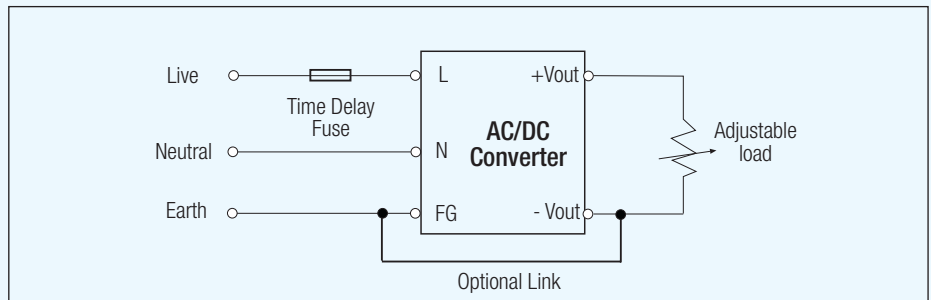 Live
L
+Vout
Time Delay
Fuse
AC/DC
Converter
Adjustable
load
Neutral
N
Earth
FG
- Vout
Optional Link